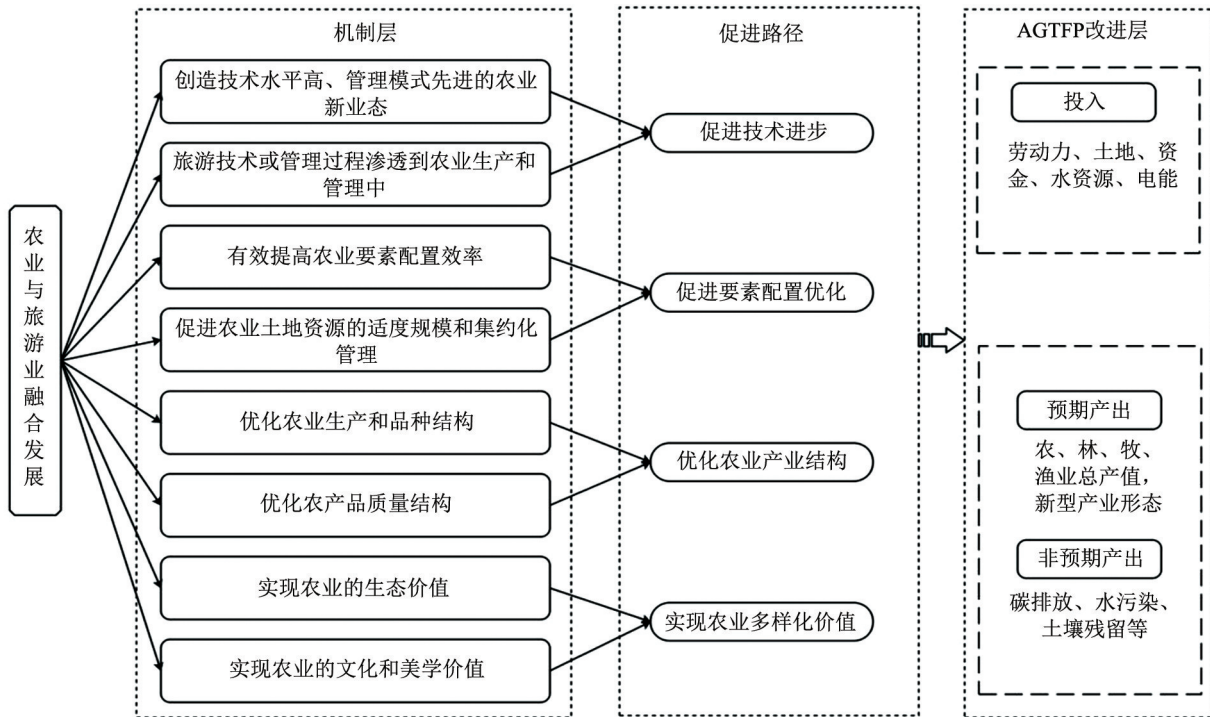 农业与旅游业融合发展
机制层
创造技术水平高、管理模式先进的农业
新业态
旅游技术或管理过程渗透到农业生产和
管理中
有效提高农业要素配置效率
促进农业土地资源的适度规模和集约化
管理
优化农业生产和品种结构
优化农产品质量结构
实现农业的生态价值
实现农业的文化和美学价值
促进路径
促进技术进步
促进要素配置优化
优化农业产业结构
实现农业多样化价值
AGTFP改进层
投入
劳动力、土地、资
金、水资源、电能
预期产出
农、林、牧、
渔业总产值，
新型产业形态
非预期产出
碳排放、水污染、
土壤残留等